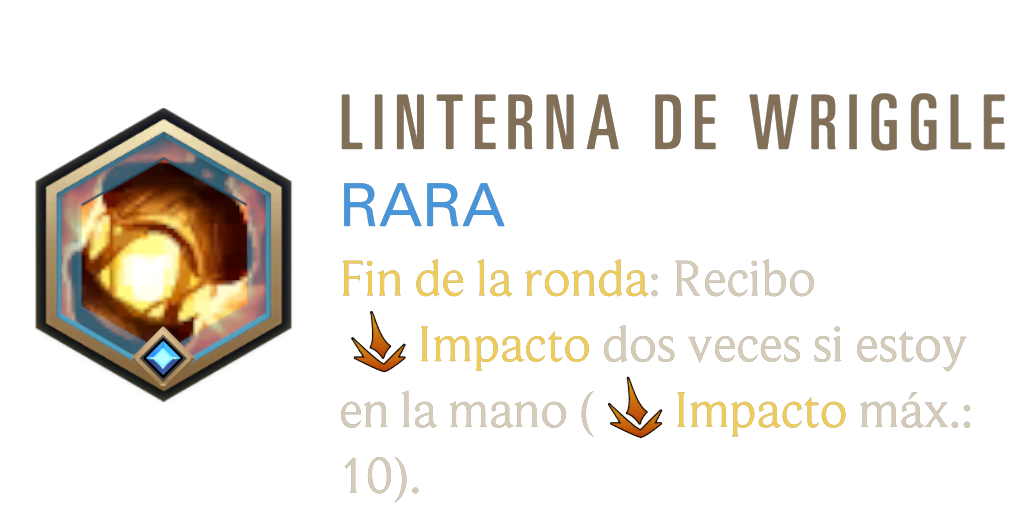 LINTERNA DE WRIGGLE
RARA
Fin de la ronda: Recibo
Impacto dos veces si estoy
en la mano ( Impacto máx.:
10).